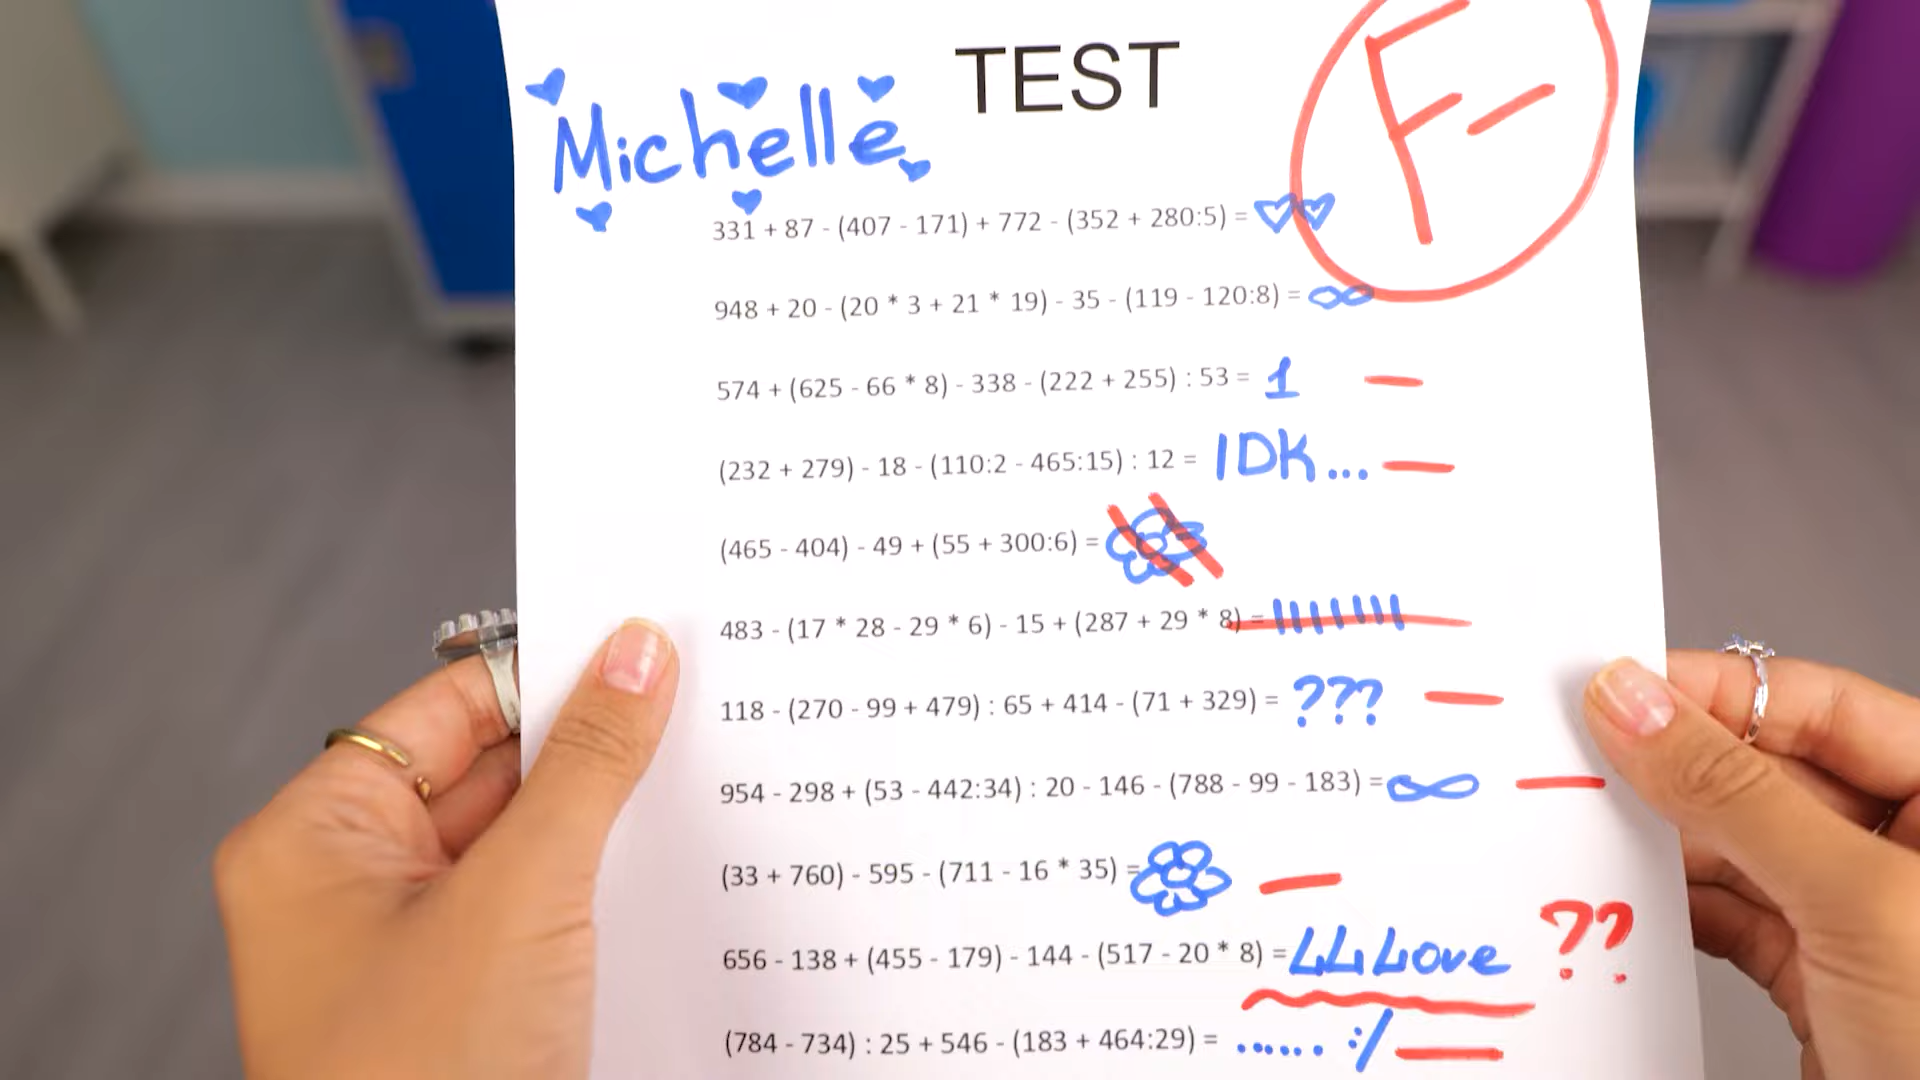 TEST
F-
Michelle
331 + 87 - (407 - 171) + 772 - (352 + 280:5) =
948 + 20 - (20 * 3 + 21 * 19) - 35 - (119 - 120:8) = ∞
574 + (625 - 66 * 8) - 338 - (222 + 255) : 53 = 1
(232 + 279) - 18 - (110:2 - 465:15) : 12 = IDK...
(465 - 404) - 49 + (55 + 300:6) =
483 - (17 * 28 - 29 * 6) - 15 + (287 + 29 * 8) = ||||||||
118 - (270 - 99 + 479) : 65 + 414 - (71 + 329) = ???
954 - 298 + (53 - 442:34) : 20 - 146 - (788 - 99 - 183) = ∞
(33 + 760) - 595 - (711 - 16 * 35) =
656 - 138 + (455 - 179) - 144 - (517 - 20 * 8) = LLLove ??
(784 - 734) : 25 + 546 - (183 + 464:29) = ...... :/